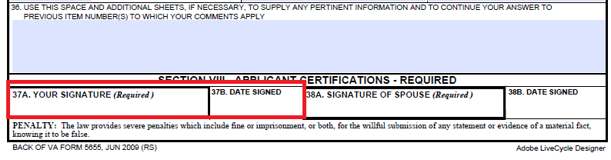 36. USE THIS SPACE AND ADDITIONAL SHEETS, IF NECESSARY, TO SUPPLY ANY PERTINENT INFORMATION AND TO CONTINUE YOUR ANSWER TO
PREVIOUS ITEM NUMBER(S) TO WHICH YOUR COMMENTS APPLY
SECTION VIII - APPLICANT CERTIFICATIONS - REQUIRED
37A. YOUR SIGNATURE (Required ) 37B. DATE SIGNED 38A. SIGNATURE OF SPOUSE (Required ) 38B. DATE SIGNED
PENALTY: The law provides severe penalties which include fine or imprisonment, or both, for the willful submission of any statement or evidence of a material fact,
knowing it to be false.
BACK OF VA FORM 5655, JUN 2009 (RS) Adobe LiveCycle Designer